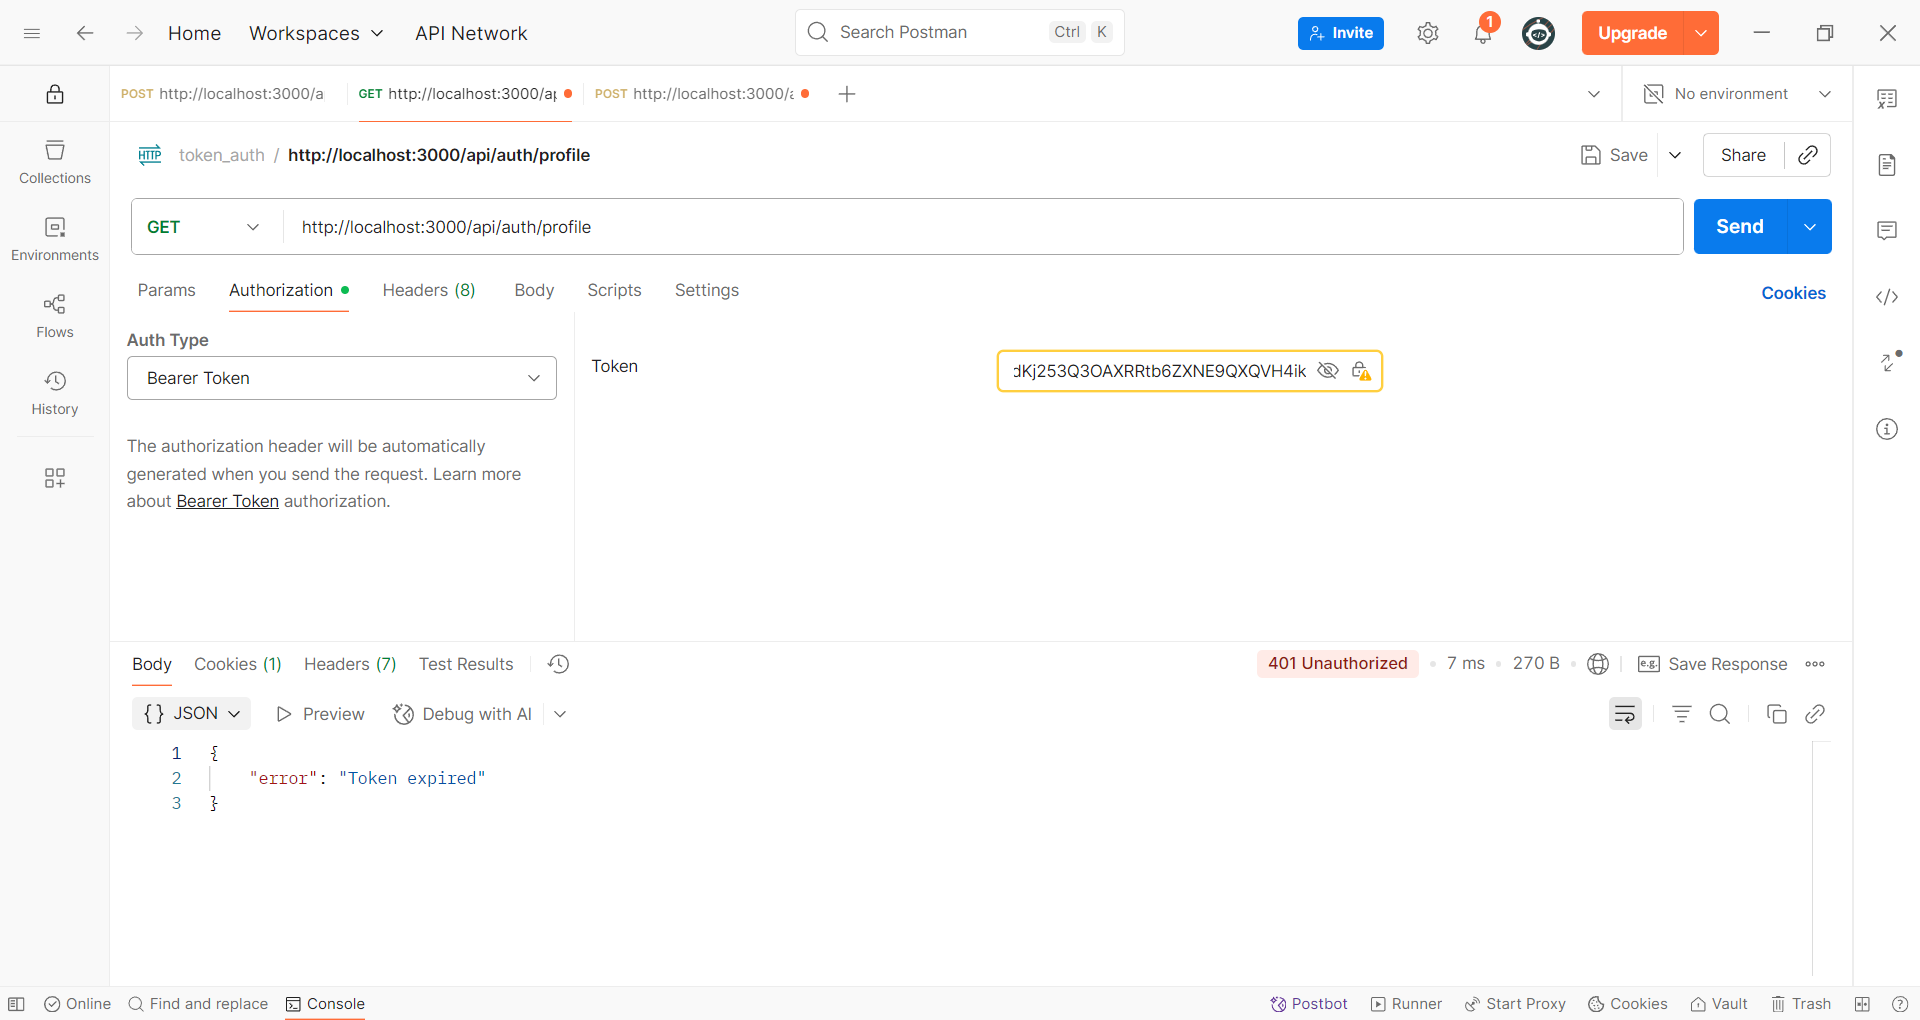 Home Workspaces API Network Search Postman Ctrl K Invite 1 Upgrade
POST http://localhost:3000/a GET http://localhost:3000/ap POST http://localhost:3000/a No environment
HTTP token_auth / http://localhost:3000/api/auth/profile Save Share
GET http://localhost:3000/api/auth/profile Send
Params Authorization Headers (8) Body Scripts Settings Cookies
Collections
Environments
Flows
History
Auth Type
Bearer Token
Token dKj253Q3OAXRRtb6ZXNE9QXQVH4ik
The authorization header will be automatically
generated when you send the request. Learn more
about Bearer Token authorization.
Body Cookies (1) Headers (7) Test Results 401 Unauthorized 7 ms 270 B e.g. Save Response
{} JSON Preview Debug with AI
1 {
2 "error": "Token expired"
3 }
Online Find and replace Console Postbot Runner Start Proxy Cookies Vault Trash